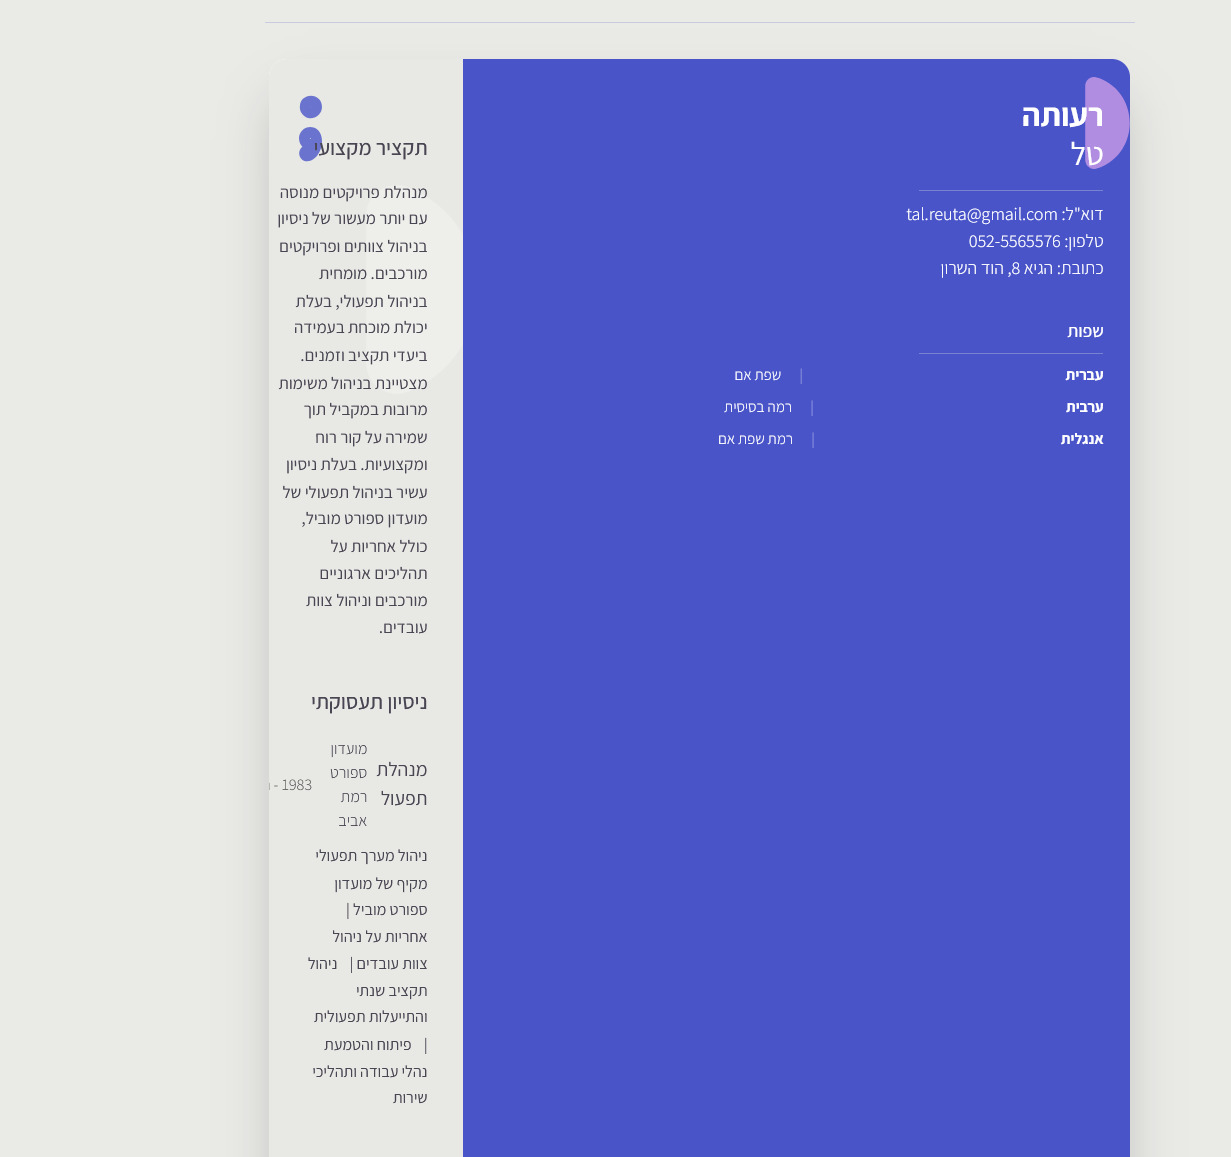 רעותה
טל
דוא"ל: tal.reuta@gmail.com
טלפון: 052-5565576
כתובת: הגיא 8, הוד השרון
שפות
עברית | שפת אם
ערבית | רמה בסיסית
אנגלית | רמת שפת אם
תקציר מקצועי
מנהלת פרויקטים מנוסה
עם יותר מעשור של ניסיון
בניהול צוותים ופרויקטים
מורכבים. מומחית
בניהול תפעולי, בעלת
יכולת מוכחת בעמידה
ביעדי תקציב וזמנים.
מצטיינת בניהול משימות
מרובות במקביל תוך
שמירה על קור רוח
ומקצועיות. בעלת ניסיון
עשיר בניהול תפעולי של
מועדון ספורט מוביל,
כולל אחריות על
תהליכים ארגוניים
מורכבים וניהול צוות
עובדים.
ניסיון תעסוקתי
מנהלת
תפעול
מועדון
ספורט
רמת
אביב
1983 -
ניהול מערך תפעולי
מקיף של מועדון
ספורט מוביל |
אחריות על ניהול
צוות עובדים | ניהול
תקציב שנתי
והתייעלות תפעולית
| פיתוח והטמעת
נהלי עבודה ותהליכי
שירות